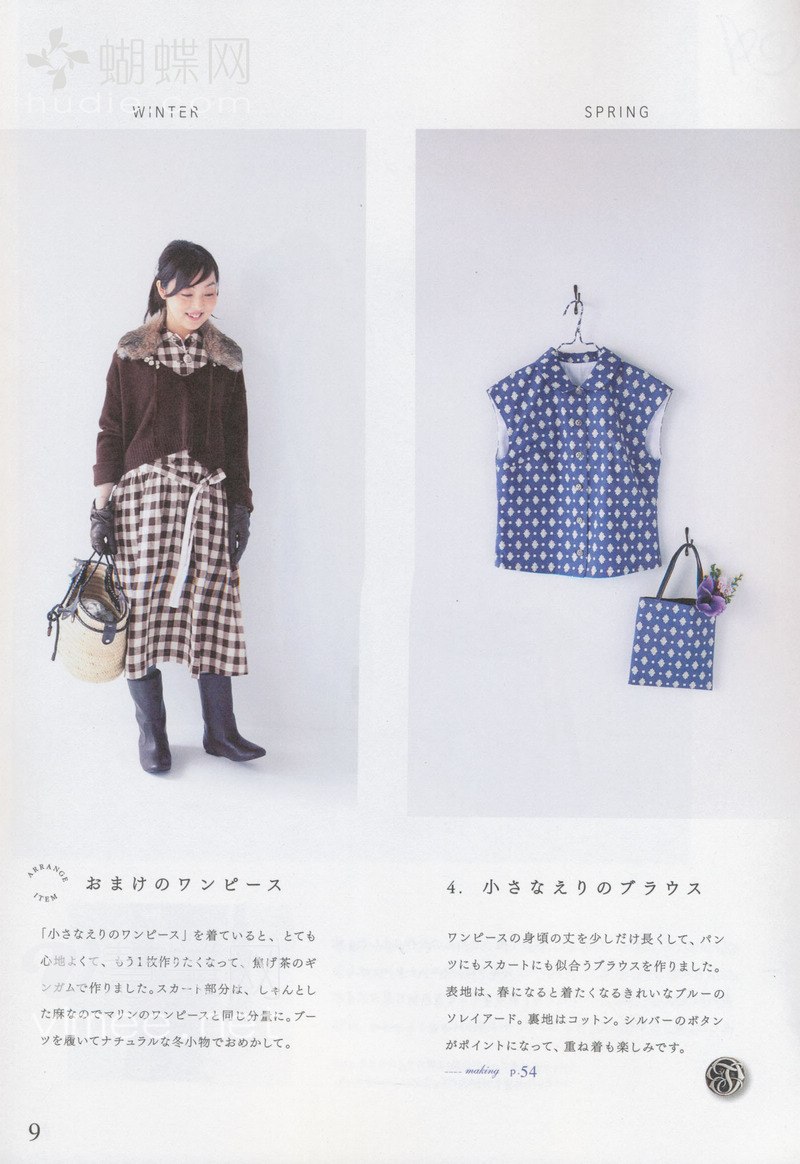 蝴蝶网
hudie.com
WINTER
SPRING
ARRANGE
ITEM
おまけのワンピース
「小さなえりのワンピース」を着ていると、とても
心地よくて、もう1枚作りたくなって、焦げ茶のギ
ンガムで作りました。スカート部分は、しゃんとし
た麻なのでマリンのワンピースと同じ分量に。ブー
ツを履いてナチュラルな冬小物でおめかして。
4. 小さなえりのブラウス
ワンピースの身頃の丈を少しだけ長くして、パン
ツにもスカートにも似合うブラウスを作りました。
表地は、春になると着たくなるきれいなブルーの
ソレイアード。裏地はコットン。シルバーのボタン
がポイントになって、重ね着も楽しみです。
---- making p.54
9